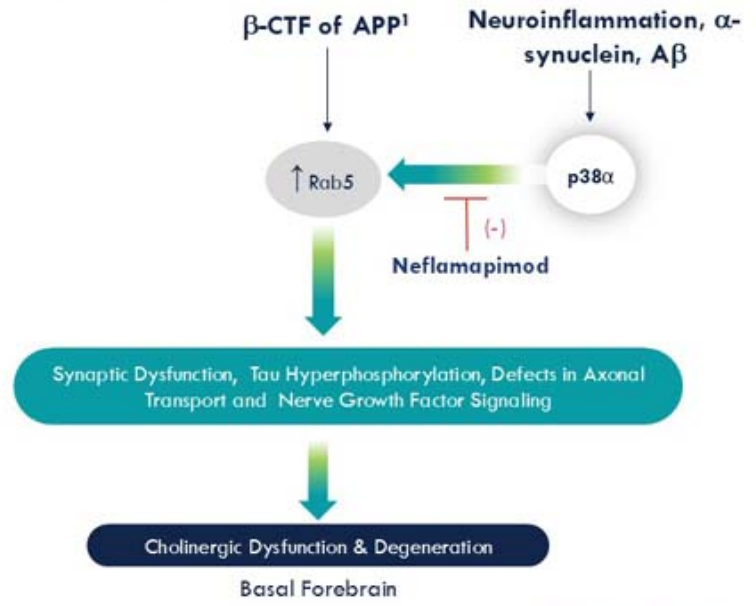 β-CTF of APP¹
Neuroinflammation, α-
synuclein, Aβ
↑ Rab5
p38α
(-)
Neflamapimod
Synaptic Dysfunction, Tau Hyperphosphorylation, Defects in Axonal
Transport and Nerve Growth Factor Signaling
Cholinergic Dysfunction & Degeneration
Basal Forebrain